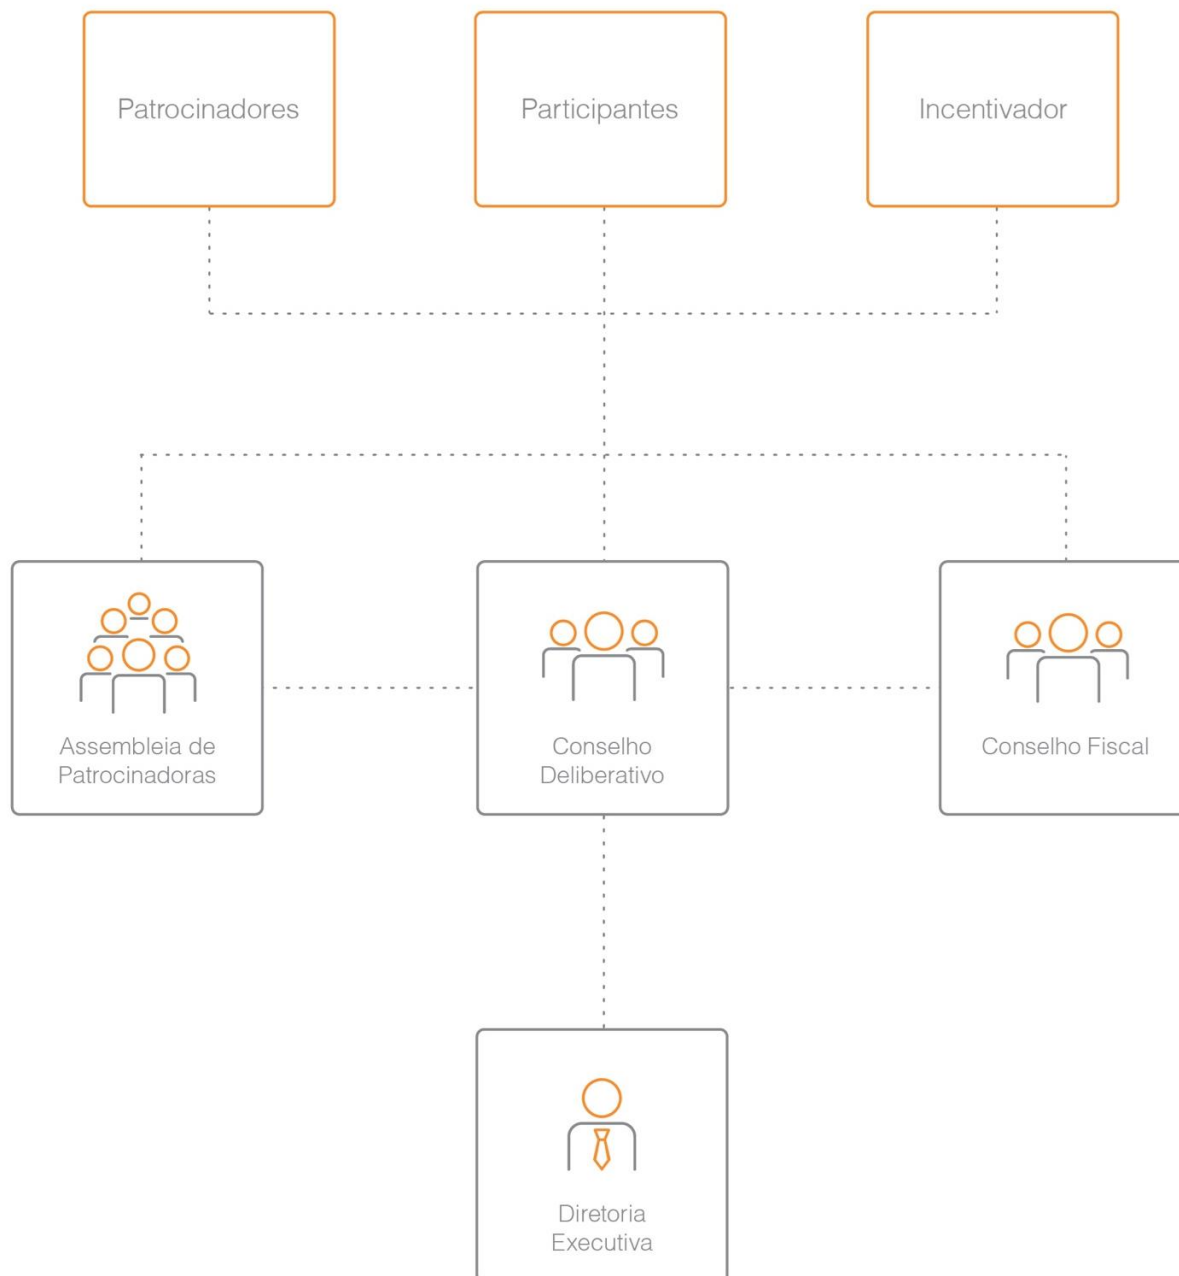 Patrocinadores
Participantes
Incentivador
Assembleia de
Patrocinadoras
Conselho
Deliberativo
Conselho Fiscal
Diretoria
Executiva